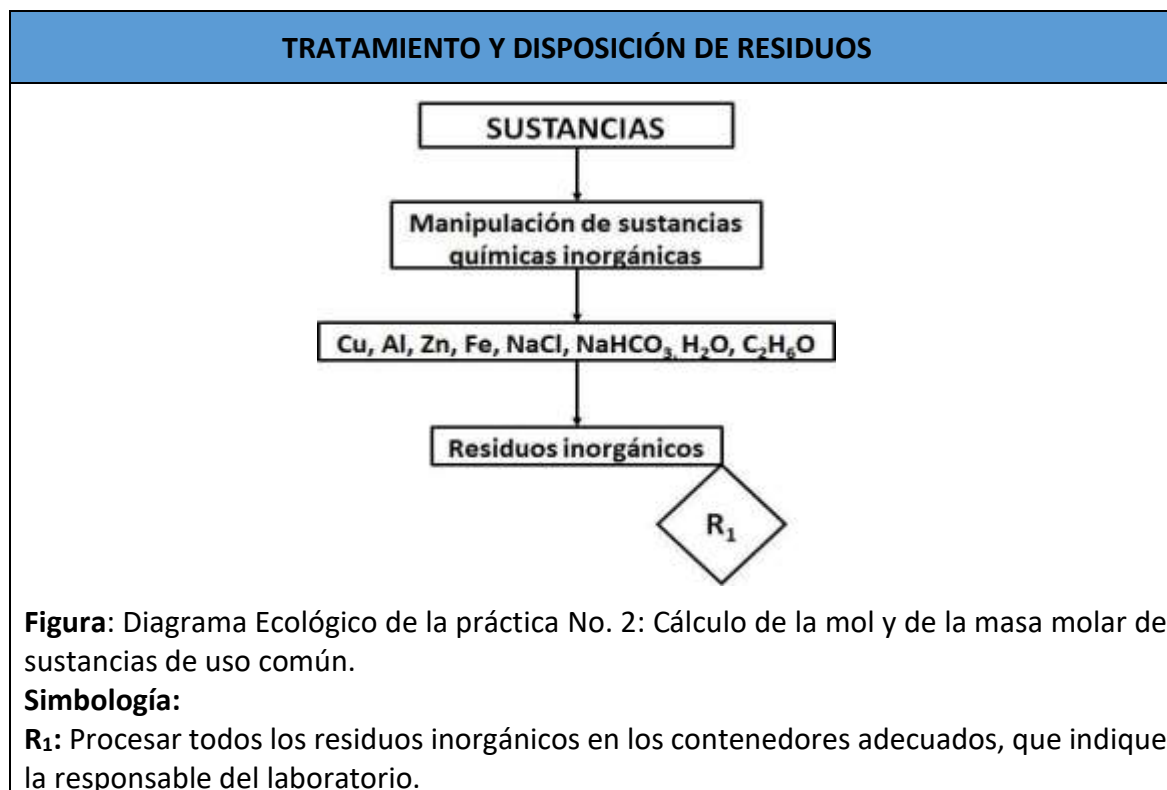 TRATAMIENTO Y DISPOSICIÓN DE RESIDUOS
SUSTANCIAS
Manipulación de sustancias
químicas inorgánicas
Cu, Al, Zn, Fe, NaCl, NaHCO₃, H₂O, C₂H₆O
Residuos inorgánicos
R₁
Figura: Diagrama Ecológico de la práctica No. 2: Cálculo de la mol y de la masa molar de
sustancias de uso común.
Simbología:
R₁: Procesar todos los residuos inorgánicos en los contenedores adecuados, que indique
la responsable del laboratorio.